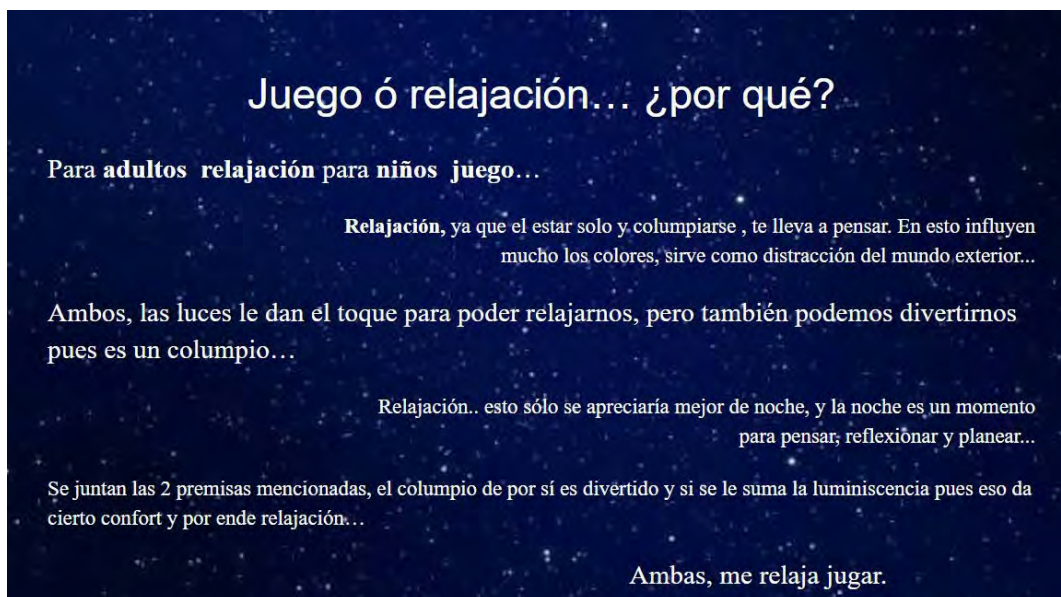 Juego ó relajación... ¿por qué?
Para adultos relajación para niños juego…
Relajación, ya que el estar solo y columpiarse , te lleva a pensar. En esto influyen
mucho los colores, sirve como distracción del mundo exterior...
Ambos, las luces le dan el toque para poder relajarnos, pero también podemos divertirnos
pues es un columpio…
Relajación.. esto sólo se apreciaría mejor de noche, y la noche es un momento
para pensar, reflexionar y planear...
Se juntan las 2 premisas mencionadas, el columpio de por sí es divertido y si se le suma la luminiscencia pues eso da
cierto confort y por ende relajación…
Ambas, me relaja jugar.